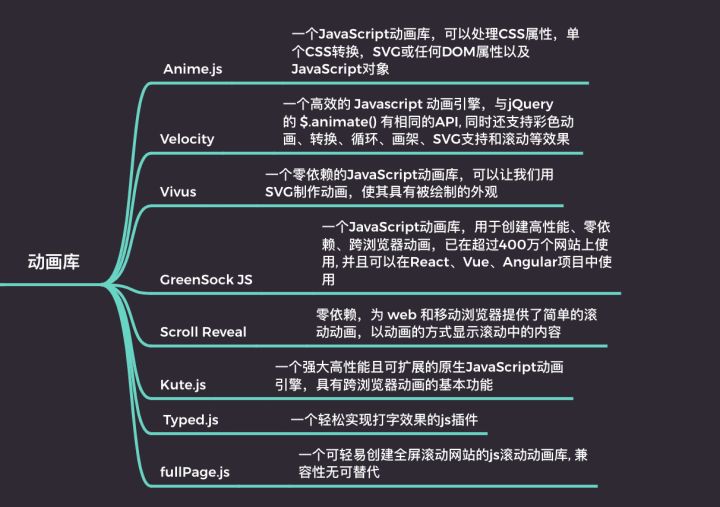 动画库
Anime.js
一个JavaScript动画库，可以处理CSS属性，单
个CSS转换，SVG或任何DOM属性以及
JavaScript对象
Velocity
一个高效的 Javascript 动画引擎，与jQuery
的 $.animate() 有相同的API, 同时还支持彩色动
画、转换、循环、画架、SVG支持和滚动等效果
Vivus
一个零依赖的JavaScript动画库，可以让我们用
SVG制作动画，使其具有被绘制的外观
GreenSock JS
一个JavaScript动画库，用于创建高性能、零依
赖、跨浏览器动画，已在超过400万个网站上使
用, 并且可以在React、Vue、Angular项目中使
用
Scroll Reveal
零依赖，为 web 和移动浏览器提供了简单的滚
动动画，以动画的方式显示滚动中的内容
Kute.js
一个强大高性能且可扩展的原生JavaScript动画
引擎，具有跨浏览器动画的基本功能
Typed.js
一个轻松实现打字效果的js插件
fullPage.js
一个可轻易创建全屏滚动网站的js滚动动画库, 兼
容性无可替代